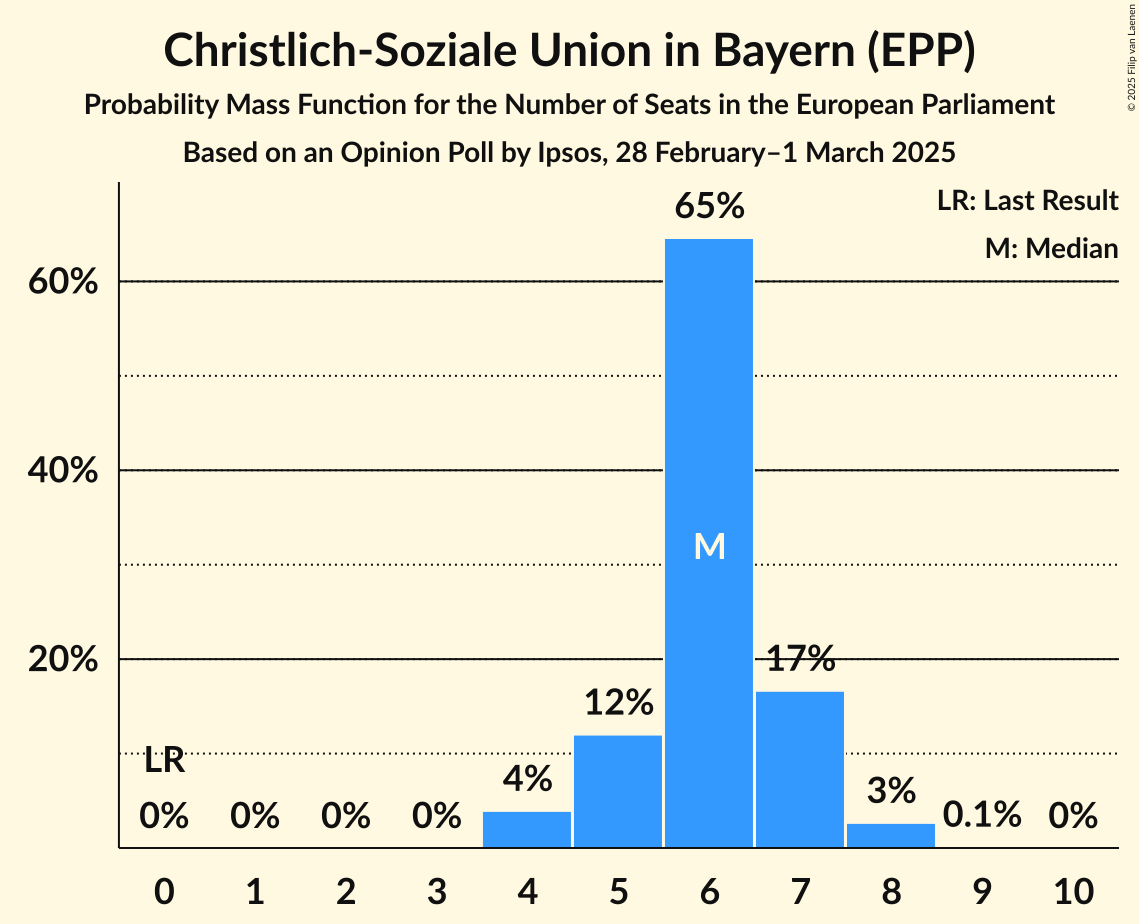 Christlich-Soziale Union in Bayern (EPP)
Probability Mass Function for the Number of Seats in the European Parliament
Based on an Opinion Poll by Ipsos, 28 February–1 March 2025
© 2025 Filip van Laenen
LR: Last Result
M: Median
65%
60%
40%
M
20%
17%
12%
LR
4%
3%
0% 0% 0% 0% 0.1% 0%
0 1 2 3 4 5 6 7 8 9 10